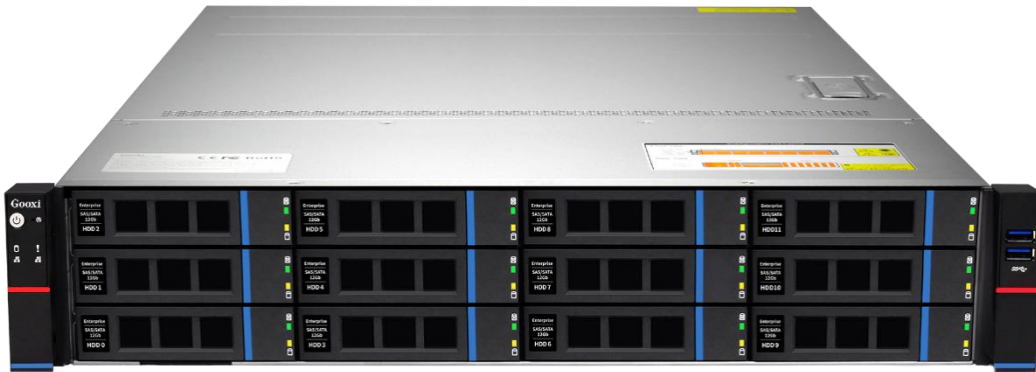 Gooxi
Enterprise
SAS/SATA
12Gb
HDD 2
Enterprise
SAS/SATA
12Gb
HDD 5
Enterprise
SAS/SATA
12Gb
HDD 8
Enterprise
SAS/SATA
12Gb
HDD11
Enterprise
SAS/SATA
12Gb
HDD 1
Enterprise
SAS/SATA
12Gb
HDD 4
Enterprise
SAS/SATA
12Gb
HDD 7
Enterprise
SAS/SATA
12Gb
HDD10
Enterprise
SAS/SATA
12Gb
HDD 0
Enterprise
SAS/SATA
12Gb
HDD 3
Enterprise
SAS/SATA
12Gb
HDD 6
Enterprise
SAS/SATA
12Gb
HDD 9